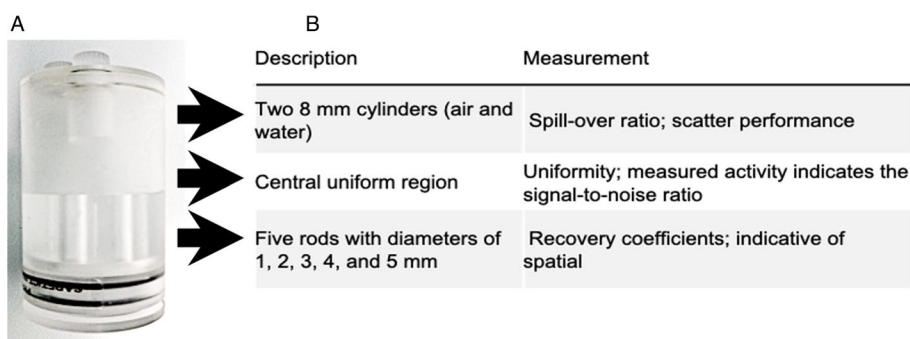 A
B
Description
Measurement
Two 8 mm cylinders (air and
water)
Spill-over ratio; scatter performance
Central uniform region
Uniformity; measured activity indicates the
signal-to-noise ratio
Five rods with diameters of
1, 2, 3, 4, and 5 mm
Recovery coefficients; indicative of
spatial